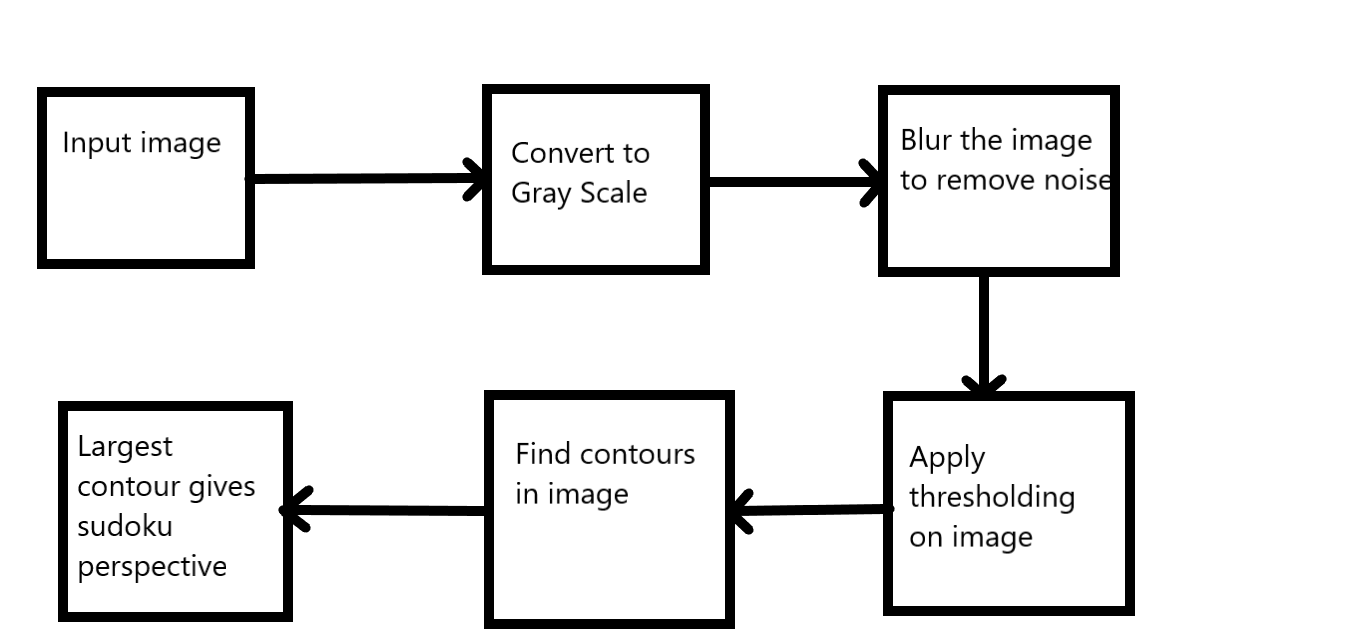 Input image
Convert to
Gray Scale
Blur the image
to remove noise
Apply
thresholding
on image
Find contours
in image
Largest
contour gives
sudoku
perspective